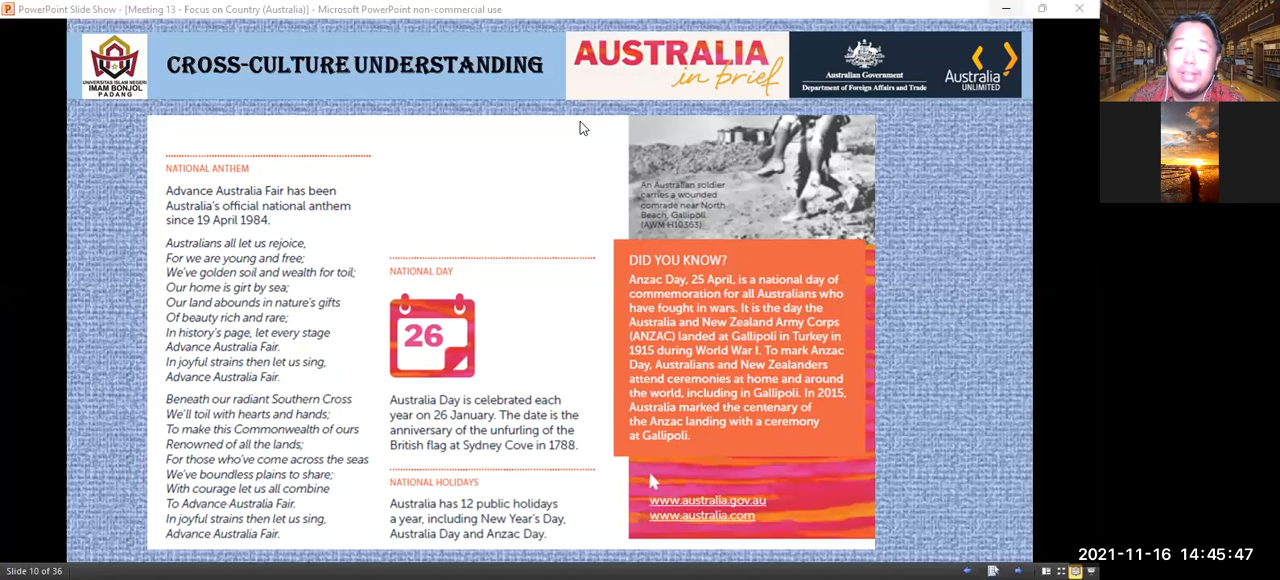 PowerPoint Slide Show - [Meeting 13 - Focus on Country (Australia)] - Microsoft PowerPoint non-commercial use
UNIVERSITAS ISLAM NEGERI
IMAM BONJOL
PADANG
CROSS-CULTURE UNDERSTANDING
AUSTRALIA
in brief
Australian Government
Department of Foreign Affairs and Trade
Australia
UNLIMITED
NATIONAL ANTHEM
Advance Australia Fair has been
Australia's official national anthem
since 19 April 1984.
Australians all let us rejoice,
For we are young and free;
We've golden soil and wealth for toil;
Our home is girt by sea;
Our land abounds in nature's gifts
Of beauty rich and rare;
In history's page, let every stage
Advance Australia Fair.
In joyful strains then let us sing,
Advance Australia Fair.
Beneath our radiant Southern Cross
We'll toil with hearts and hands;
To make this Commonwealth of ours
Renowned of all the lands;
For those who've come across the seas
We've boundless plains to share;
With courage let us all combine
To Advance Australia Fair.
In joyful strains then let us sing,
Advance Australia Fair.
NATIONAL DAY
26
Australia Day is celebrated each
year on 26 January. The date is the
anniversary of the unfurling of the
British flag at Sydney Cove in 1788.
NATIONAL HOLIDAYS
Australia has 12 public holidays
a year, including New Year's Day,
Australia Day and Anzac Day.
An Australian soldier
carries a wounded
comrade near North
Beach, Gallipoli.
(AWM H10363)
DID YOU KNOW?
Anzac Day, 25 April, is a national day of
commemoration for all Australians who
have fought in wars. It is the day the
Australia and New Zealand Army Corps
(ANZAC) landed at Gallipoli in Turkey in
1915 during World War I. To mark Anzac
Day, Australians and New Zealanders
attend ceremonies at home and around
the world, including in Gallipoli. In 2015,
Australia marked the centenary of
the Anzac landing with a ceremony
at Gallipoli.
www.australia.gov.au
www.australia.com
2021-11-16 14:45:47
Slide 10 of 36